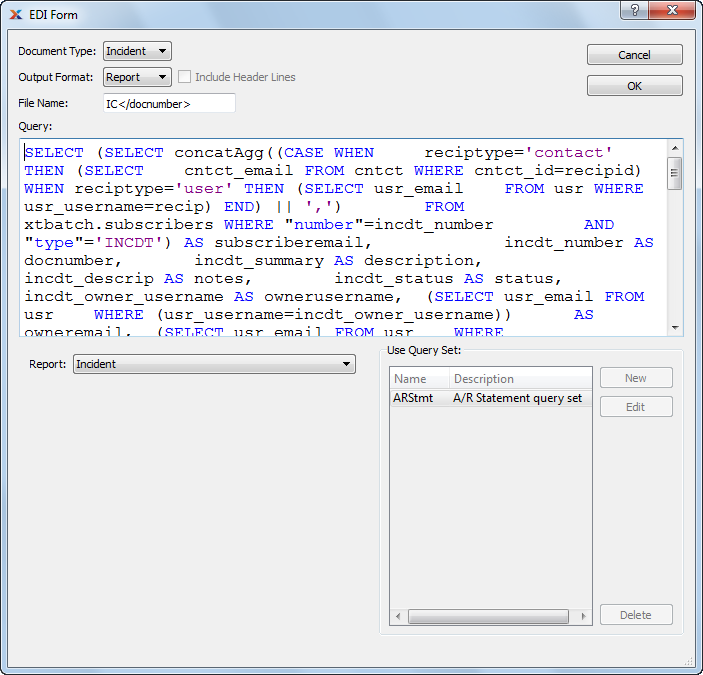 EDI Form
Document Type: Incident
Cancel
Output Format: Report Include Header Lines
OK
File Name: IC</docnumber>
Query:
SELECT (SELECT concatAgg((CASE WHEN reciptype='contact'
THEN (SELECT cntct_email FROM cntct WHERE cntct_id=recipid)
WHEN reciptype='user' THEN (SELECT usr_email FROM usr WHERE
usr_username=recip) END) || ',') FROM
xtbatch.subscribers WHERE "number"=incdt_number AND
"type"='INCDT') AS subscriberemail, incdt_number AS
docnumber, incdt_summary AS description,
incdt_descrip AS notes, incdt_status AS status,
incdt_owner_username AS ownerusername, (SELECT usr_email FROM
usr WHERE (usr_username=incdt_owner_username)) AS
owneremail, (SELECT usr_email FROM usr WHERE
Report: Incident
Use Query Set:
Name Description
New
ARStmt A/R Statement query set
Edit
Delete